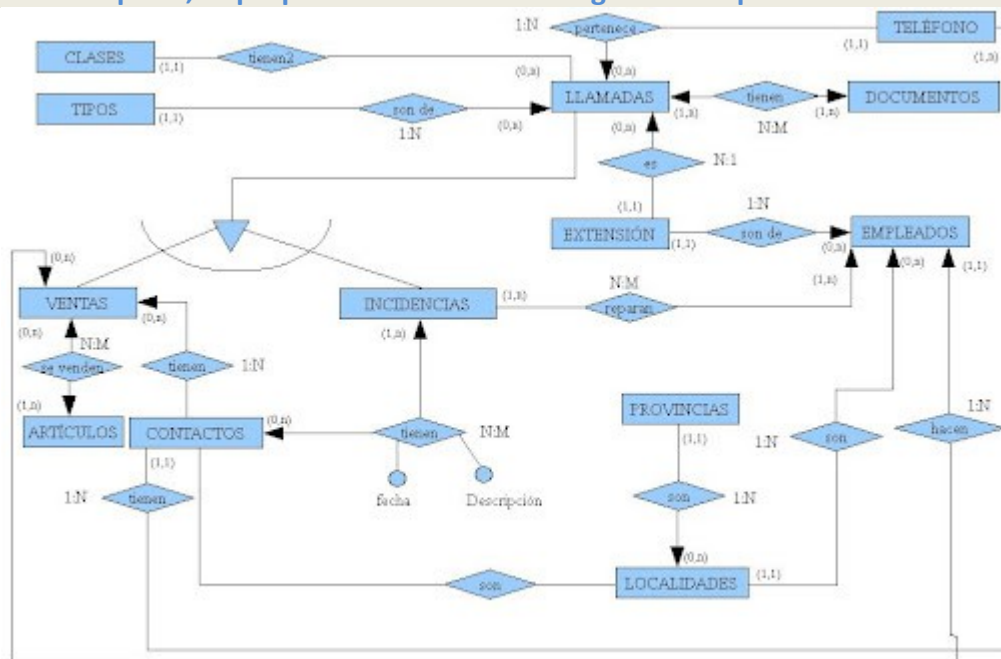 1:N
pertenece
TELÉFONO
(1,1)
(1,n)
CLASES
(1,1)
tienen2
(0,n)
(0,n)
TIPOS
(1,1)
son de
1:N
(0,n)
LLAMADAS
(0,n)
(1,n)
tienen
N:M
(1,n)
DOCUMENTOS
es
N:1
(1,1)
EXTENSIÓN
(1,1)
1:N
son de
(0,n)
EMPLEADOS
(0,n)
(1,1)
(1,n)
(0,n)
VENTAS
(0,n)
(0,n)
INCIDENCIAS
(1,n)
(1,n)
N:M
reparan
N:M
se venden
tienen
1:N
(1,n)
ARTÍCULOS
CONTACTOS
(0,n)
tienen
N:M
fecha
Descripción
PROVINCIAS
(1,1)
1:N
son
1:N
hacen
(1,1)
1:N
tienen
son
1:N
(0,n)
son
LOCALIDADES
(1,1)